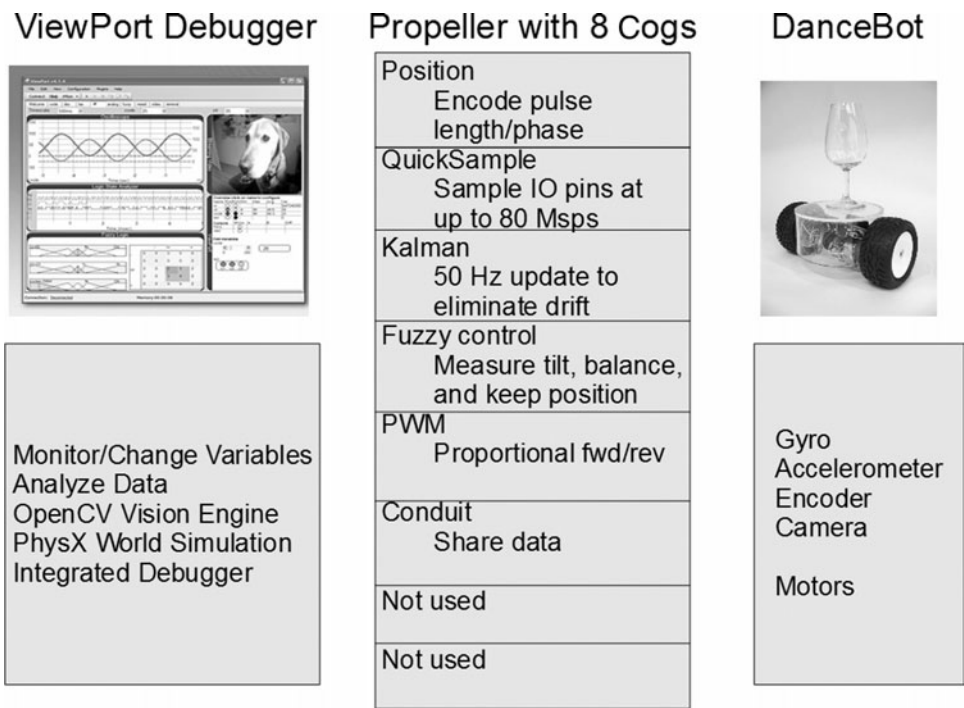 ViewPort Debugger
Propeller with 8 Cogs
DanceBot
Position
Encode pulse
length/phase
QuickSample
Sample IO pins at
up to 80 Msps
Kalman
50 Hz update to
eliminate drift
Fuzzy control
Measure tilt, balance,
and keep position
PWM
Proportional fwd/rev
Conduit
Share data
Not used
Not used
Monitor/Change Variables
Analyze Data
OpenCV Vision Engine
PhysX World Simulation
Integrated Debugger
Gyro
Accelerometer
Encoder
Camera
Motors